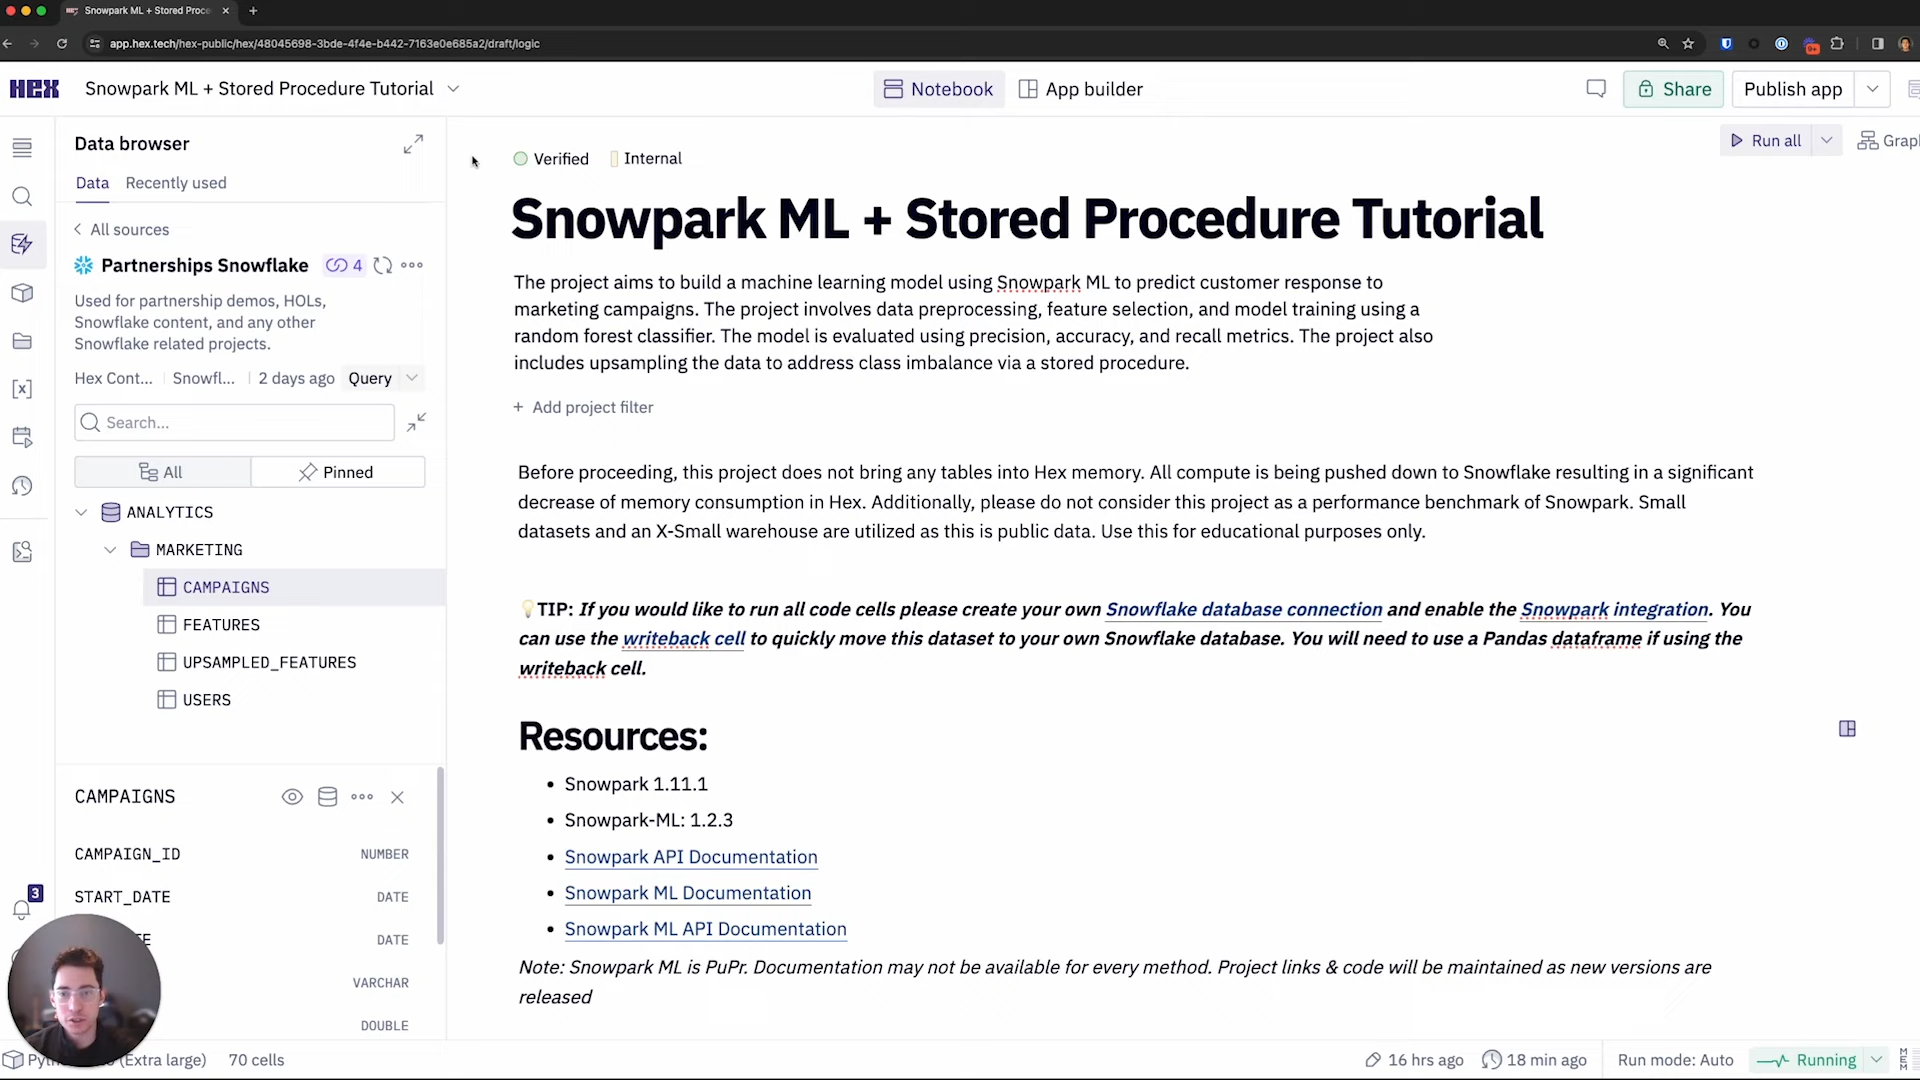 Snowpark ML + Stored Proce
app.hex.tech/hex-public/hex/48045698-3bde-4f4e-b442-7163e0e685a2/draft/logic
HEX
Snowpark ML + Stored Procedure Tutorial
Notebook
App builder
Share
Publish app
Data browser
Run all
Grap
Data
Recently used
All sources
Partnerships Snowflake
4
Used for partnership demos, HOLs,
Snowflake content, and any other
Snowflake related projects.
Hex Cont...
Snowfl...
2 days ago
Query
Search...
All
Pinned
ANALYTICS
MARKETING
CAMPAIGNS
FEATURES
UPSAMPLED_FEATURES
USERS
CAMPAIGNS
CAMPAIGN_ID NUMBER
START_DATE DATE
TE DATE
VARCHAR
DOUBLE
3
Verified
Internal
Snowpark ML + Stored Procedure Tutorial
The project aims to build a machine learning model using Snowpark ML to predict customer response to
marketing campaigns. The project involves data preprocessing, feature selection, and model training using a
random forest classifier. The model is evaluated using precision, accuracy, and recall metrics. The project also
includes upsampling the data to address class imbalance via a stored procedure.
+ Add project filter
Before proceeding, this project does not bring any tables into Hex memory. All compute is being pushed down to Snowflake resulting in a significant
decrease of memory consumption in Hex. Additionally, please do not consider this project as a performance benchmark of Snowpark. Small
datasets and an X-Small warehouse are utilized as this is public data. Use this for educational purposes only.
💡TIP: If you would like to run all code cells please create your own Snowflake database connection and enable the Snowpark integration. You
can use the writeback cell to quickly move this dataset to your own Snowflake database. You will need to use a Pandas dataframe if using the
writeback cell.
Resources:
• Snowpark 1.11.1
• Snowpark-ML: 1.2.3
• Snowpark API Documentation
• Snowpark ML Documentation
• Snowpark ML API Documentation
Note: Snowpark ML is PuPr. Documentation may not be available for every method. Project links & code will be maintained as new versions are
released
(Extra large)
70 cells
16 hrs ago
18 min ago
Run mode: Auto
Running
MEM